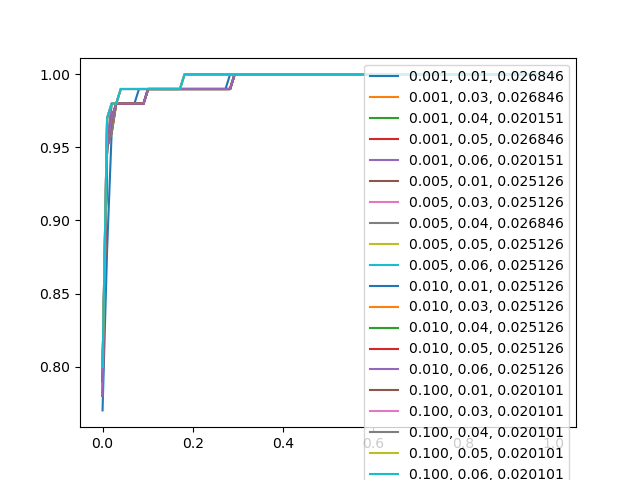 1.00
0.95
0.90
0.85
0.80
0.0
0.2
0.4
0.6
0.8
1.0
0.001, 0.01, 0.026846
0.001, 0.03, 0.026846
0.001, 0.04, 0.020151
0.001, 0.05, 0.026846
0.001, 0.06, 0.020151
0.005, 0.01, 0.025126
0.005, 0.03, 0.025126
0.005, 0.04, 0.026846
0.005, 0.05, 0.025126
0.005, 0.06, 0.025126
0.010, 0.01, 0.025126
0.010, 0.03, 0.025126
0.010, 0.04, 0.025126
0.010, 0.05, 0.025126
0.010, 0.06, 0.025126
0.100, 0.01, 0.020101
0.100, 0.03, 0.020101
0.100, 0.04, 0.020101
0.100, 0.05, 0.020101
0.100, 0.06, 0.020101